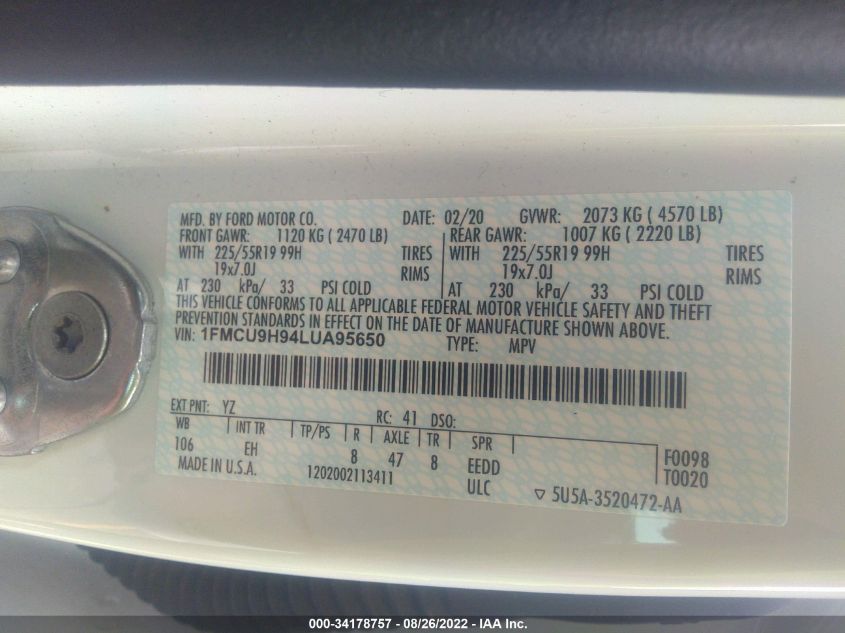 MFD. BY FORD MOTOR CO. DATE: 02/20 GVWR: 2073 KG ( 4570 LB)
FRONT GAWR: 1120 KG ( 2470 LB) REAR GAWR: 1007 KG ( 2220 LB)
WITH 225/55R19 99H TIRES WITH 225/55R19 99H TIRES
19x7.0J RIMS 19x7.0J RIMS
AT 230 kPa/ 33 PSI COLD AT 230 kPa/ 33 PSI COLD
THIS VEHICLE CONFORMS TO ALL APPLICABLE FEDERAL MOTOR VEHICLE SAFETY AND THEFT
PREVENTION STANDARDS IN EFFECT ON THE DATE OF MANUFACTURE SHOWN ABOVE.
VIN: 1FMCU9H94LUA95650 TYPE: MPV
EXT PNT: YZ RC: 41 DSO:
WB INT TR TP/PS R AXLE TR SPR
106 EH 8 47 8 EEDD F0098
MADE IN U.S.A. 1202002113411 ULC T0020
▽ 5U5A-3520472-AA
000-34178757 - 08/26/2022 - IAA Inc.